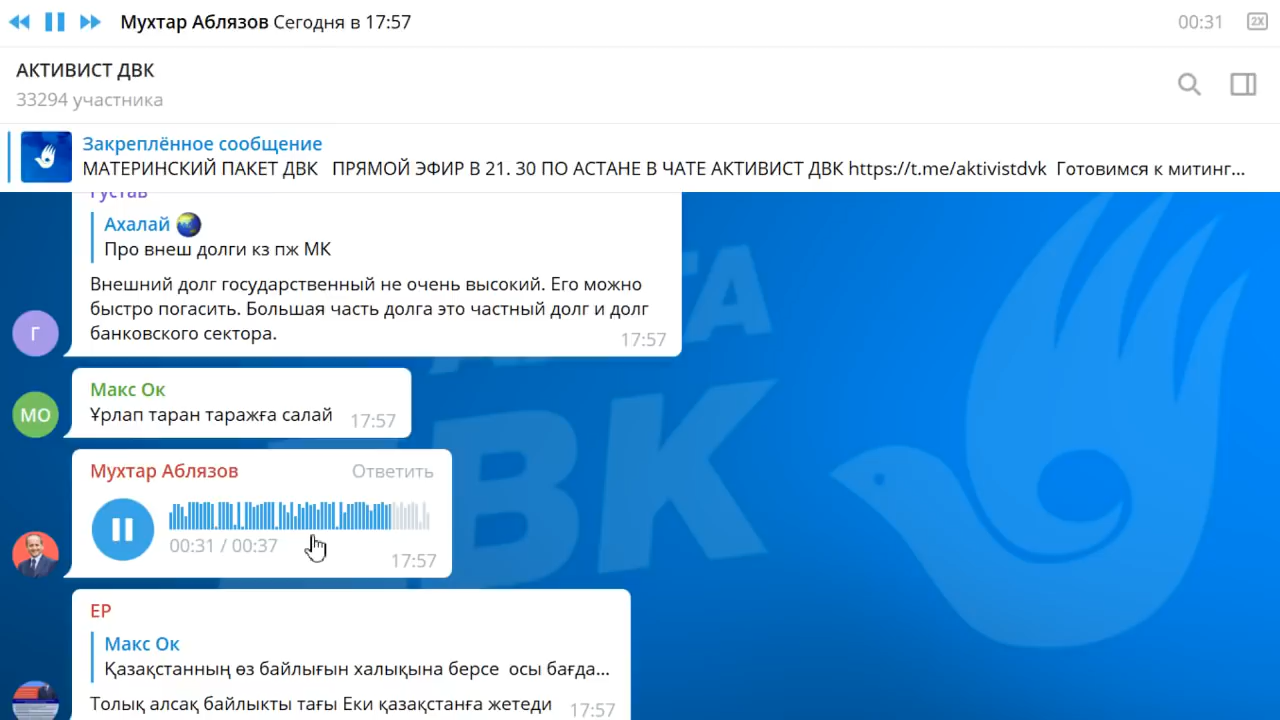 Мухтар Аблязов Сегодня в 17:57
00:31
2X
АКТИВИСТ ДВК
33294 участника
Закреплённое сообщение
МАТЕРИНСКИЙ ПАКЕТ ДВК ПРЯМОЙ ЭФИР В 21. 30 ПО АСТАНЕ В ЧАТЕ АКТИВИСТ ДВК https://t.me/aktivistdvk Готовимся к митинг...
Густав
Ахалай
Про внеш долги кз пж МК
Внешний долг государственный не очень высокий. Его можно
быстро погасить. Большая часть долга это частный долг и долг
банковского сектора.
17:57
Г
Макс Ок
Ұрлап таран таражға салай
17:57
МО
Мухтар Аблязов
Ответить
00:31 / 00:37
17:57
ЕР
Макс Ок
Қазақстанның өз байлығын халықына берсе осы бағда...
Толық алсақ байлыкты тағы Еки қазақстанға жетеди
17:57
ДВК